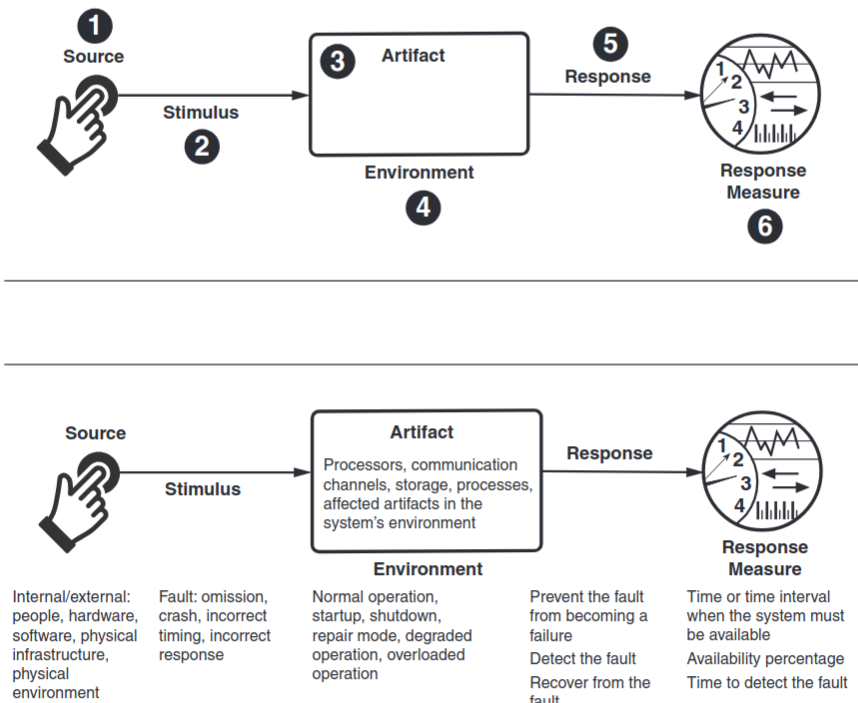 1
Source
Stimulus
2
3
Artifact
Environment
4
5
Response
1
2
3
4
Response
Measure
6
Source
Stimulus
Artifact
Processors, communication
channels, storage, processes,
affected artifacts in the
system's environment
Environment
Response
1
2
3
4
Response
Measure
Internal/external:
people, hardware,
software, physical
infrastructure,
physical
environment
Fault: omission,
crash, incorrect
timing, incorrect
response
Normal operation,
startup, shutdown,
repair mode, degraded
operation, overloaded
operation
Prevent the fault
from becoming a
failure
Detect the fault
Recover from the
fault
Time or time interval
when the system must
be available
Availability percentage
Time to detect the fault